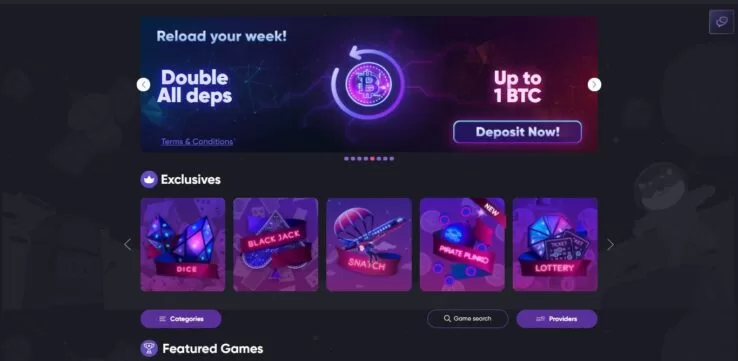 Reload your week!
Double
All deps
Up to
1 BTC
Deposit Now!
Terms & Conditions
Exclusives
DICE
BLACK JACK
SNATCH
NEW
PIRATE PLINKO
TICKET
LOTTERY
Categories
Game search
Providers
Featured Games